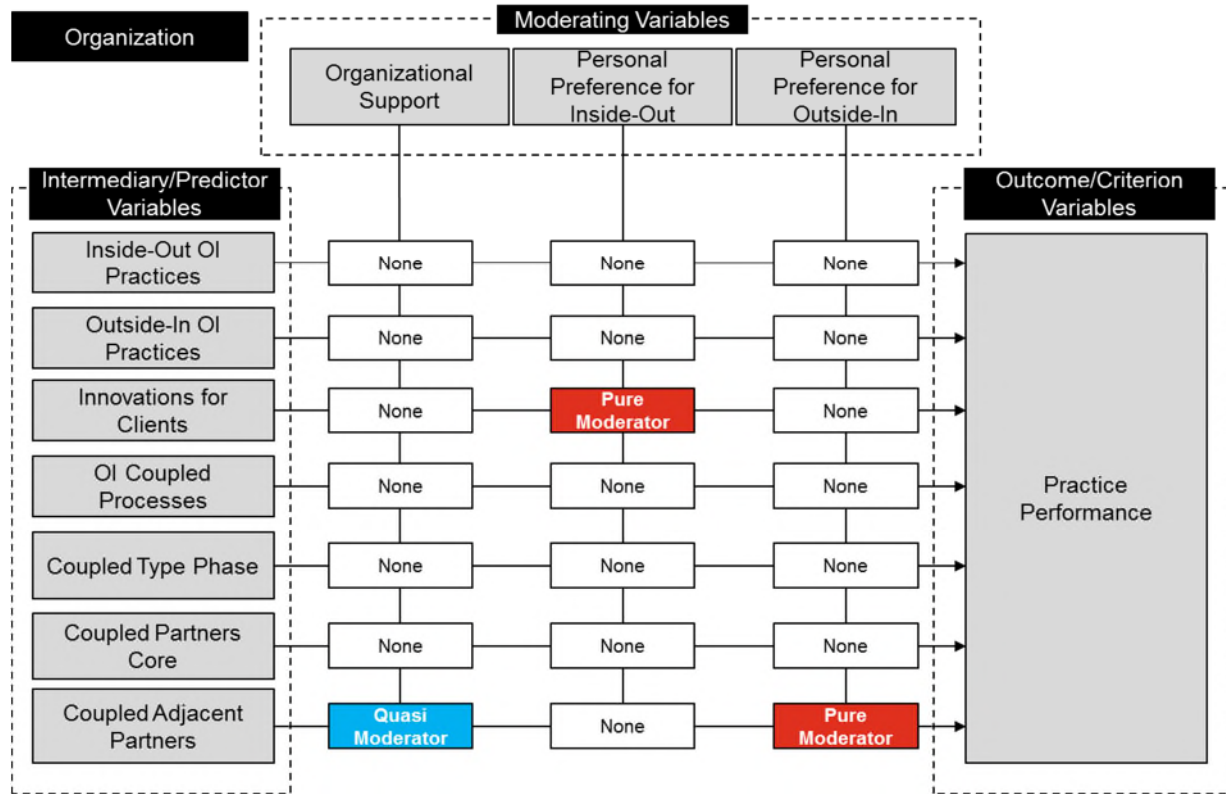 Organization
Moderating Variables
Organizational
Support
Personal
Preference for
Inside-Out
Personal
Preference for
Outside-In
Intermediary/Predictor
Variables
Outcome/Criterion
Variables
Inside-Out OI
Practices
None
None
None
Outside-In OI
Practices
None
None
None
Innovations for
Clients
None
Pure
Moderator
None
OI Coupled
Processes
None
None
None
Coupled Type Phase
None
None
None
Coupled Partners
Core
None
None
None
Coupled Adjacent
Partners
Quasi
Moderator
None
Pure
Moderator
Practice
Performance